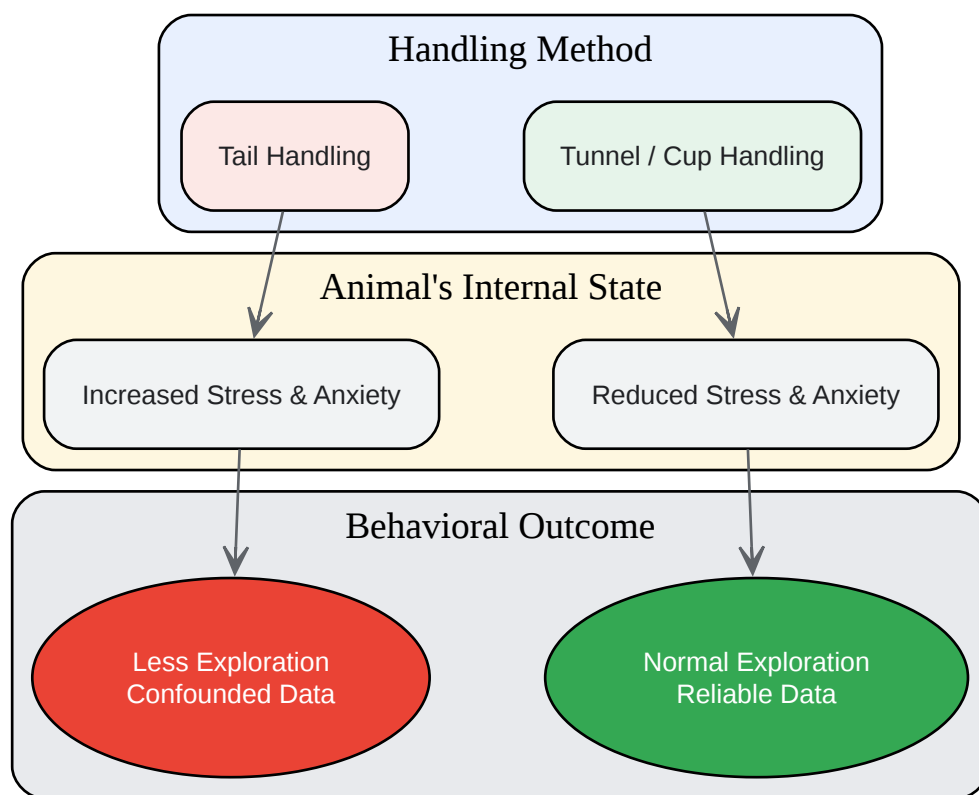 Handling Method
Tail Handling
Tunnel / Cup Handling
Animal's Internal State
Increased Stress & Anxiety
Reduced Stress & Anxiety
Behavioral Outcome
Less Exploration
Confounded Data
Normal Exploration
Reliable Data